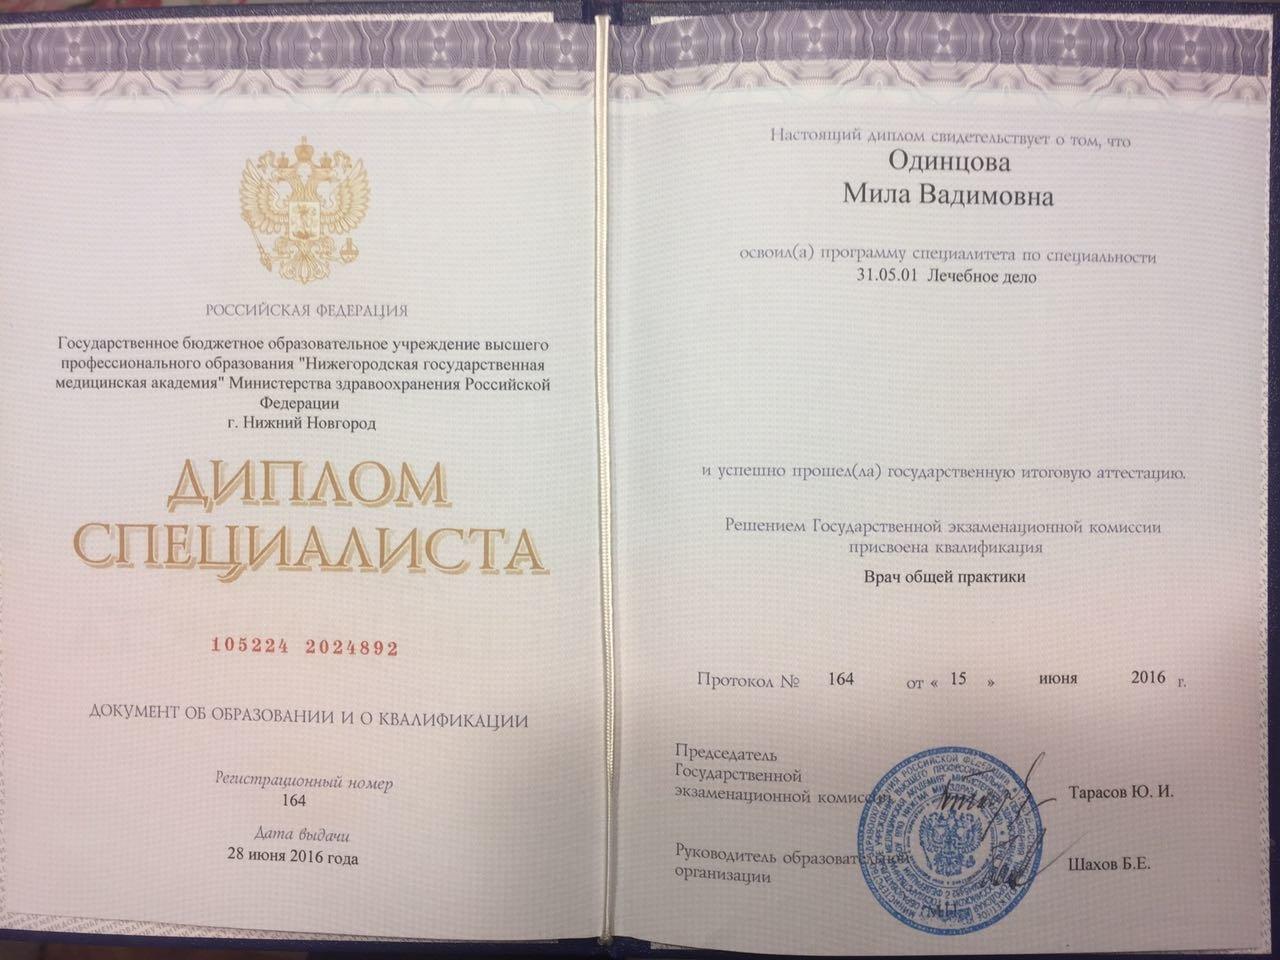 РОССИЙСКАЯ ФЕДЕРАЦИЯ
Государственное бюджетное образовательное учреждение высшего
профессионального образования "Нижегородская государственная
медицинская академия" Министерства здравоохранения Российской
Федерации
г. Нижний Новгород
ДИПЛОМ
СПЕЦИАЛИСТА
105224 2024892
ДОКУМЕНТ ОБ ОБРАЗОВАНИИ И О КВАЛИФИКАЦИИ
Регистрационный номер
164
Дата выдачи
28 июня 2016 года
Настоящий диплом свидетельствует о том, что
Одинцова
Мила Вадимовна
освоил(а) программу специалитета по специальности
31.05.01 Лечебное дело
и успешно прошел(ла) государственную итоговую аттестацию.
Решением Государственной экзаменационной комиссии
присвоена квалификация
Врач общей практики
Протокол № 164 от « 15 » июня 2016 г.
Председатель
Государственной
экзаменационной комиссии
Тарасов Ю. И.
Руководитель образовательной
организации
Шахов Б.Е.
М.П.